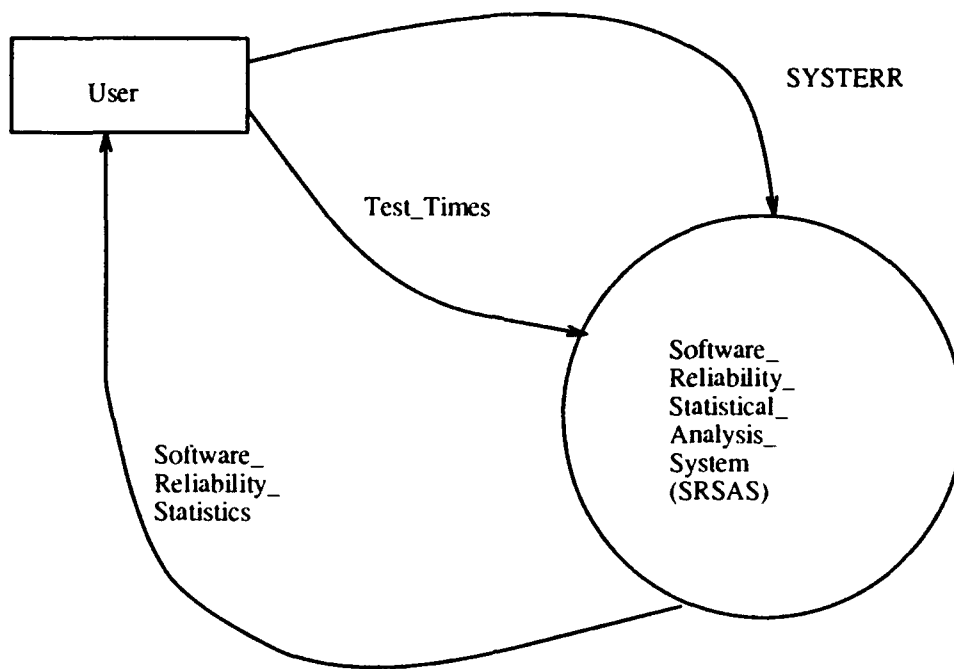 User
SYSTERR
Test_Times
Software_
Reliability_
Statistical_
Analysis_
System
(SRSAS)
Software_
Reliability_
Statistics